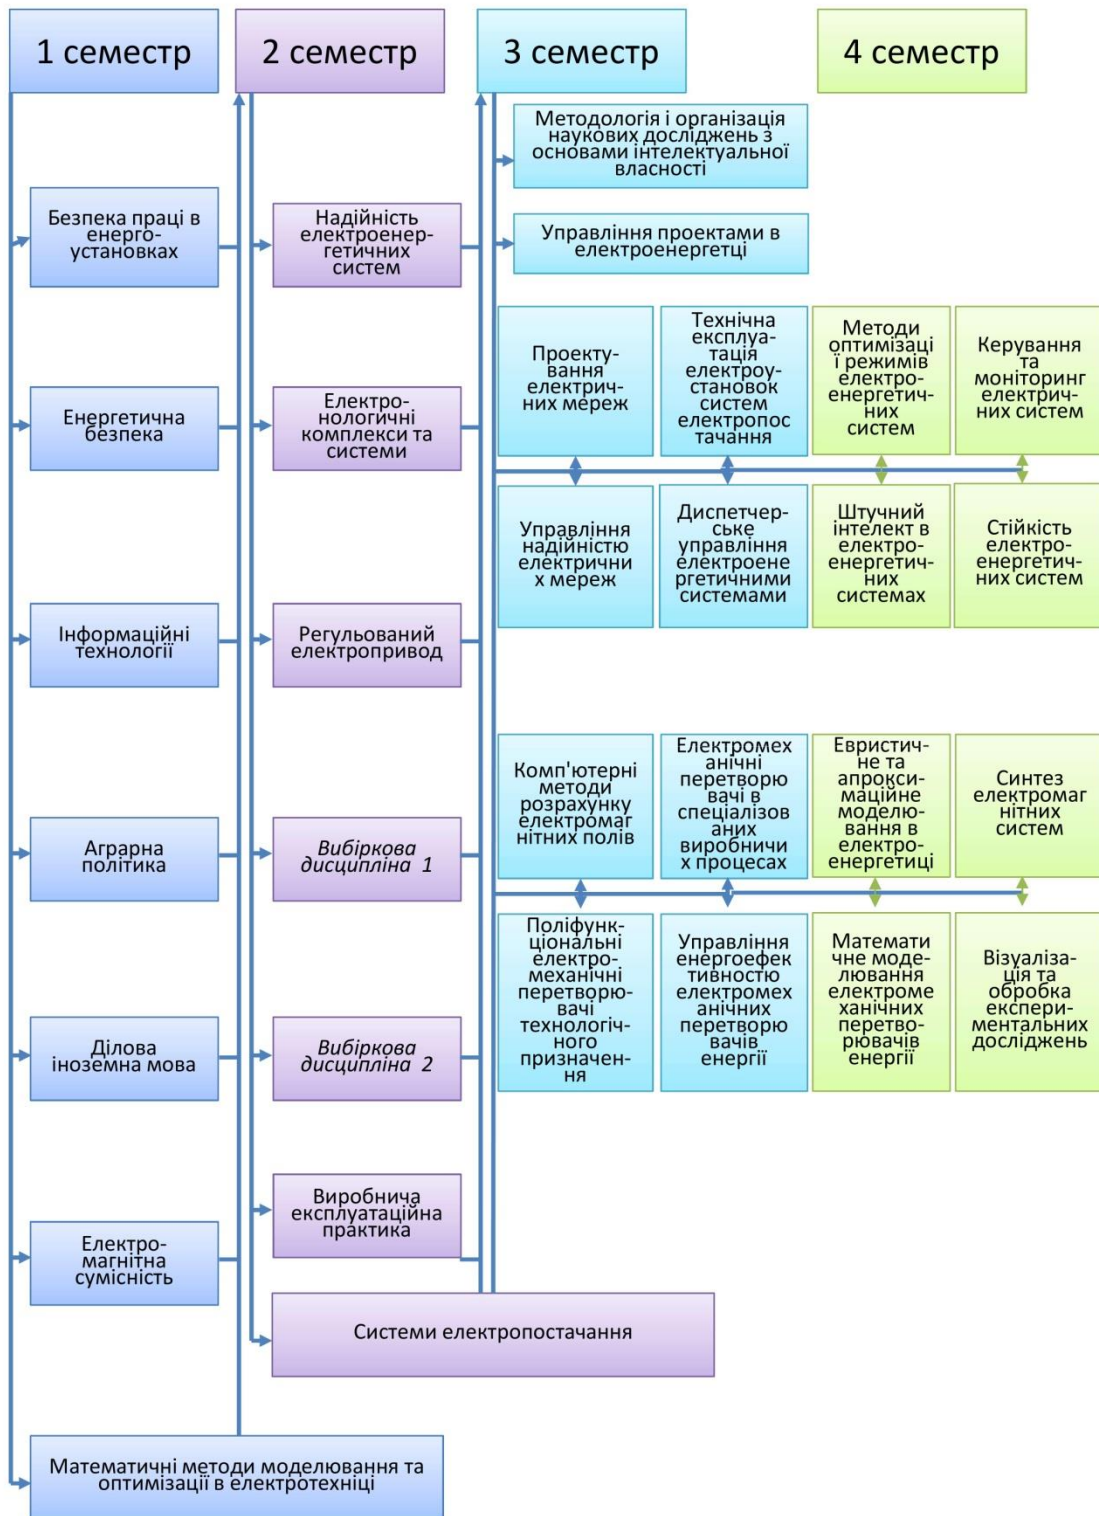 1 семестр
2 семестр
3 семестр
4 семестр
Безпека праці в
енерго-
установках
Енергетична
безпека
Інформаційні
технології
Аграрна
політика
Ділова
іноземна мова
Електро-
магнітна
сумісність
Математичні методи моделювання та
оптимізації в електротехніці
Надійність
електроенер-
гетичних
систем
Електро-
нологічні
комплекси та
системи
Регульований
електропривод
Вибіркова
дисципліна 1
Вибіркова
дисципліна 2
Виробнича
експлуатаційна
практика
Системи електропостачання
Методологія і організація
наукових досліджень з
основами інтелектуальної
власності
Управління проектами в
електроенергетці
Проекту-
вання
електрич-
них мереж
Технічна
експлуа-
тація
електроу-
становок
систем
електропос
тачання
Методи
оптимізаці
ї режимів
електро-
енергетич-
них
систем
Керування
та
моніторинг
електрич-
них систем
Управління
надійністю
електрични
х мереж
Диспетчер-
ське
управління
електроене
ргетичними
системами
Штучний
інтелект в
електро-
енергетич-
них
системах
Стійкість
електро-
енергетич-
них систем
Комп'ютерні
методи
розрахунку
електромаг
нітних полів
Електромех
анічні
перетворю
вачі в
спеціалізов
аних
виробничи
х процесах
Евристич-
не та
апрокси-
маційне
моделю-
вання в
електро-
енергетиці
Синтез
електромаг
нітних
систем
Поліфунк-
ціональні
електро-
механічні
перетворю-
вачі
технологіч-
ного
призначен-
ня
Управління
енергоефек
тивностю
електромех
анічних
перетворю
вачів
енергії
Математи
чне моде-
лювання
електроме
ханічних
перетво-
рювачів
енергії
Візуаліза-
ція та
обробка
експери-
ментальних
досліджень